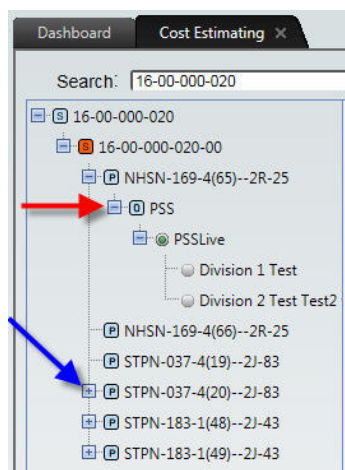 Dashboard Cost Estimating ×
Search: 16-00-000-020
S 16-00-000-020
S 16-00-000-020-00
P NHSN-169-4(65)--2R-25
O PSS
PSSLive
Division 1 Test
Division 2 Test Test2
P NHSN-169-4(66)--2R-25
P STPN-037-4(19)--2J-83
P STPN-037-4(20)--2J-83
P STPN-183-1(48)--2J-43
P STPN-183-1(49)--2J-43